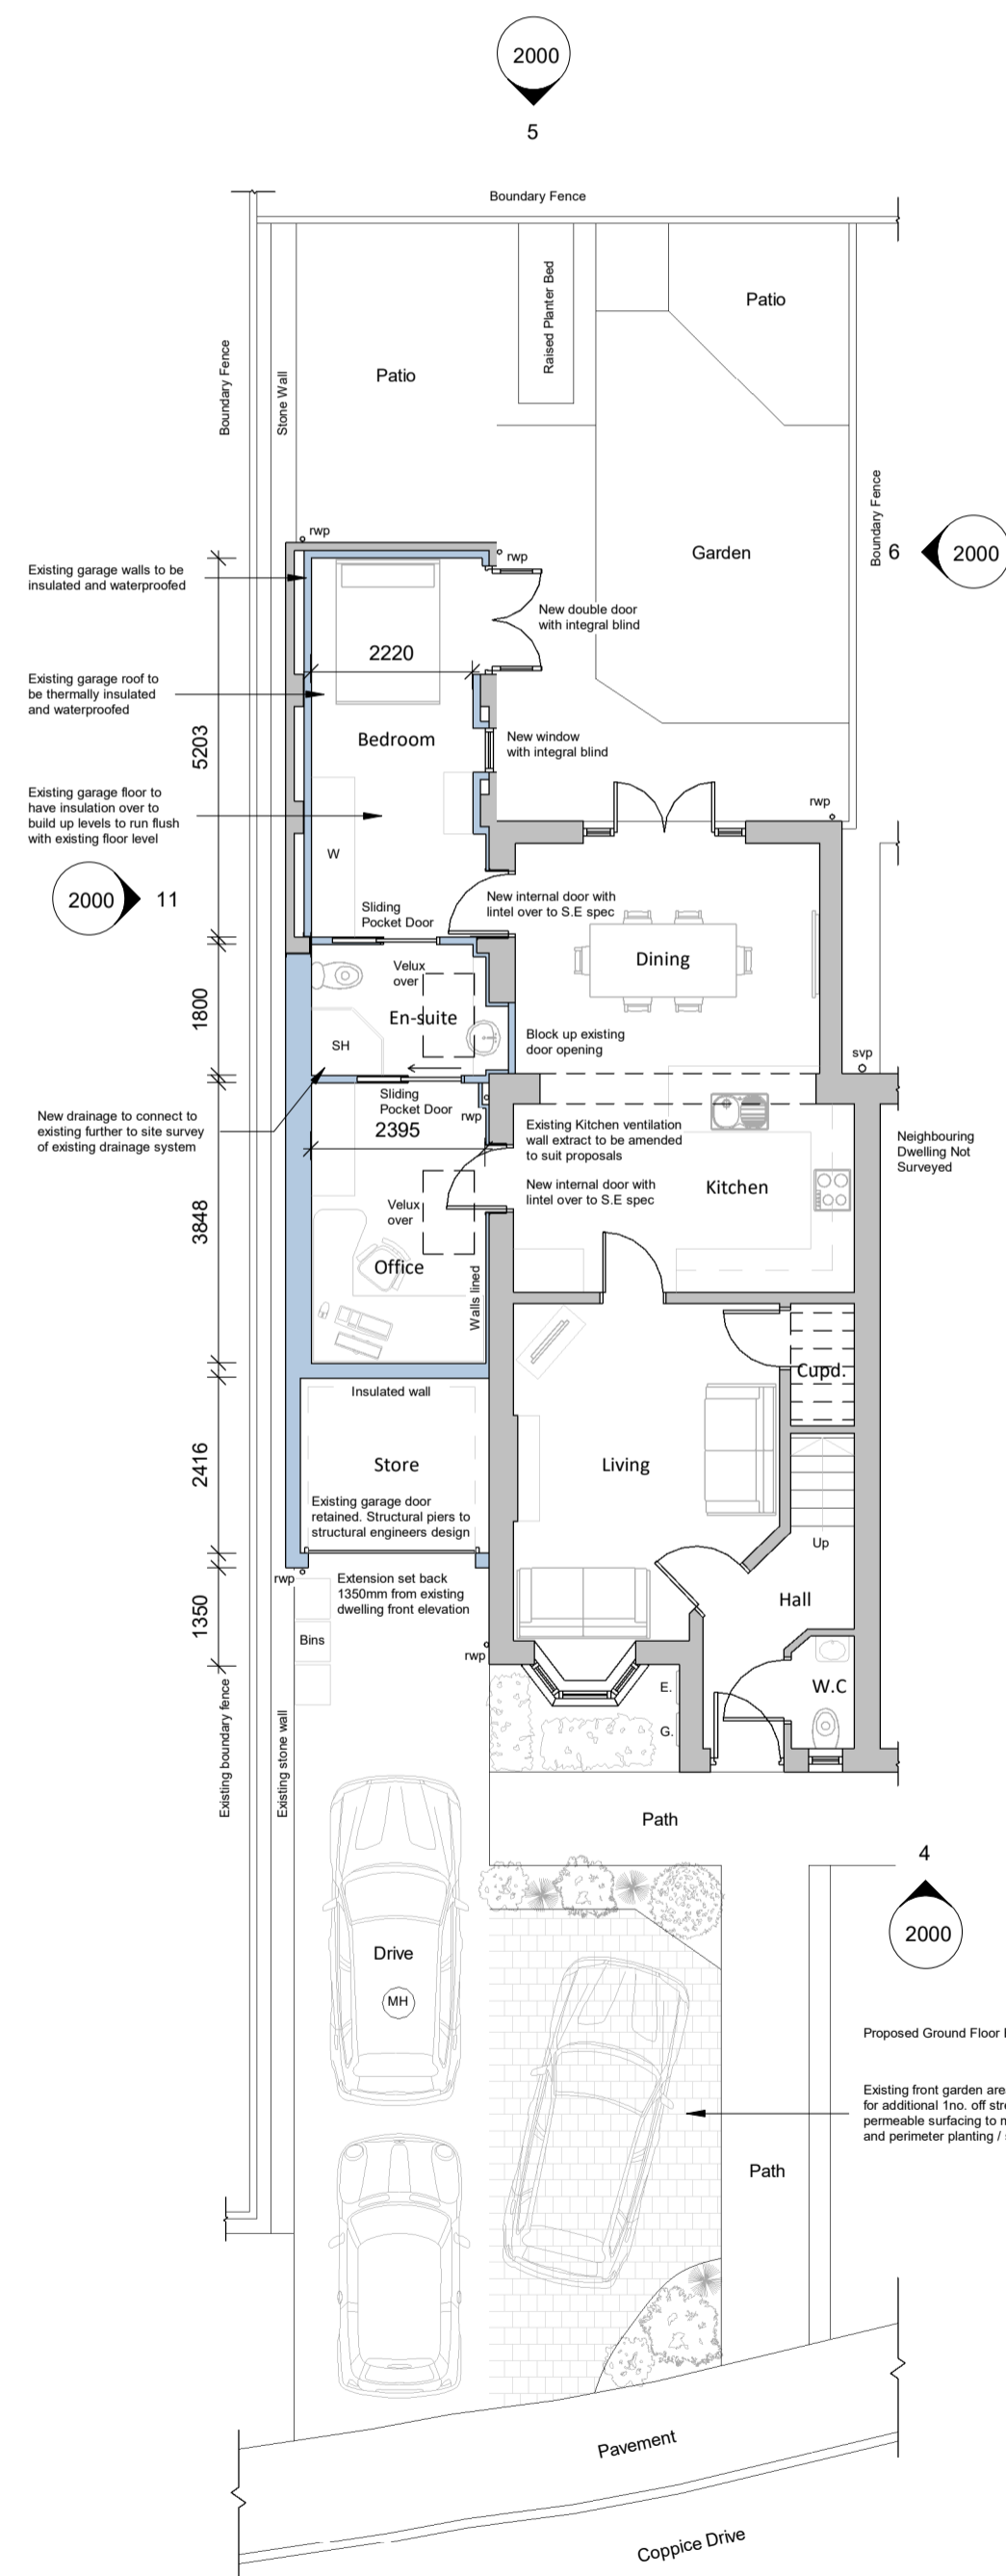 2000
5
Boundary Fence
Boundary Fence
Stone Wall
Patio
Raised Planter Bed
Patio
Garden
Boundary Fence
6
2000
rwp
rwp
Existing garage walls to be
insulated and waterproofed
New double door
with integral blind
2220
Existing garage roof to
be thermally insulated
and waterproofed
5203
Bedroom
New window
with integral blind
Existing garage floor to
have insulation over to
build up levels to run flush
with existing floor level
rwp
W
2000
11
Sliding
Pocket Door
New internal door with
lintel over to S.E spec
Dining
Velux
over
1800
En-suite
SH
Block up existing
door opening
svp
New drainage to connect to
existing further to site survey
of existing drainage system
Sliding
Pocket Door
rwp
2395
Existing Kitchen ventilation
wall extract to be amended
to suit proposals
Neighbouring
Dwelling Not
Surveyed
New internal door with
lintel over to S.E spec
Kitchen
3848
Velux
over
Office
Walls lined
Cupd.
Insulated wall
2416
Store
Living
Existing garage door
retained. Structural piers to
structural engineers design
Up
rwp
Extension set back
1350mm from existing
dwelling front elevation
Hall
1350
Bins
rwp
E.
W.C
G.
Existing boundary fence
Existing stone wall
Path
4
2000
Drive
MH
Proposed Ground Floor
Existing front garden
for additional 1no. off
permeable surfacing to
and perimeter planting /
Path
Pavement
Coppice Drive